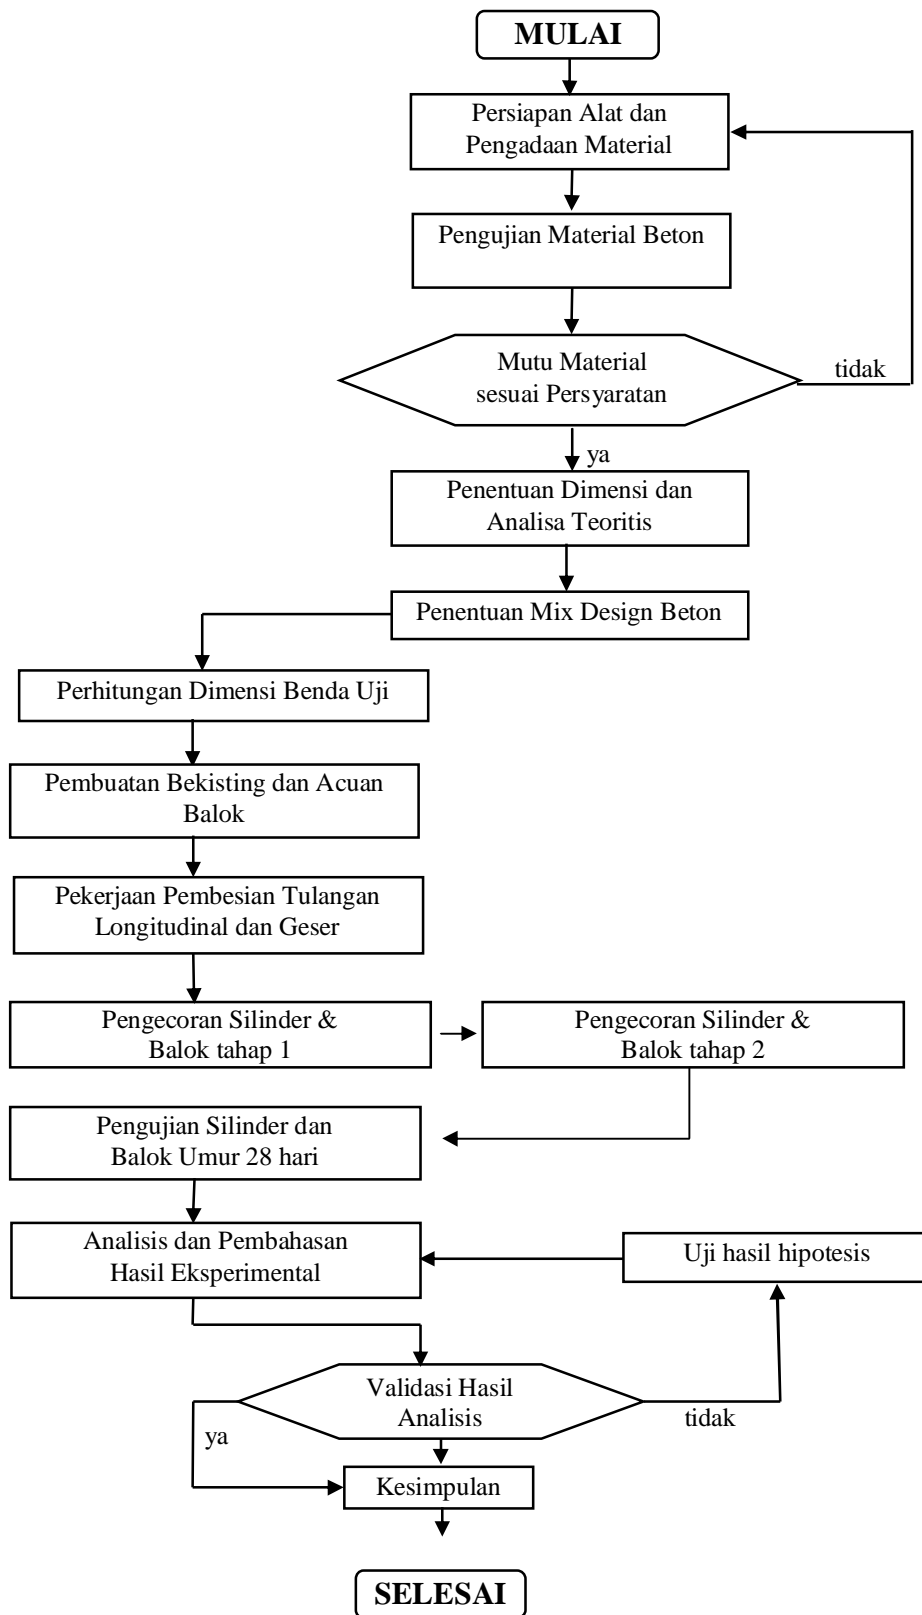 MULAI
Persiapan Alat dan
Pengadaan Material
Pengujian Material Beton
Mutu Material
sesuai Persyaratan
tidak
ya
Penentuan Dimensi dan
Analisa Teoritis
Penentuan Mix Design Beton
Perhitungan Dimensi Benda Uji
Pembuatan Bekisting dan Acuan
Balok
Pekerjaan Pembesian Tulangan
Longitudinal dan Geser
Pengecoran Silinder &
Balok tahap 1
Pengecoran Silinder &
Balok tahap 2
Pengujian Silinder dan
Balok Umur 28 hari
Analisis dan Pembahasan
Hasil Eksperimental
Uji hasil hipotesis
Validasi Hasil
Analisis
tidak
ya
Kesimpulan
SELESAI